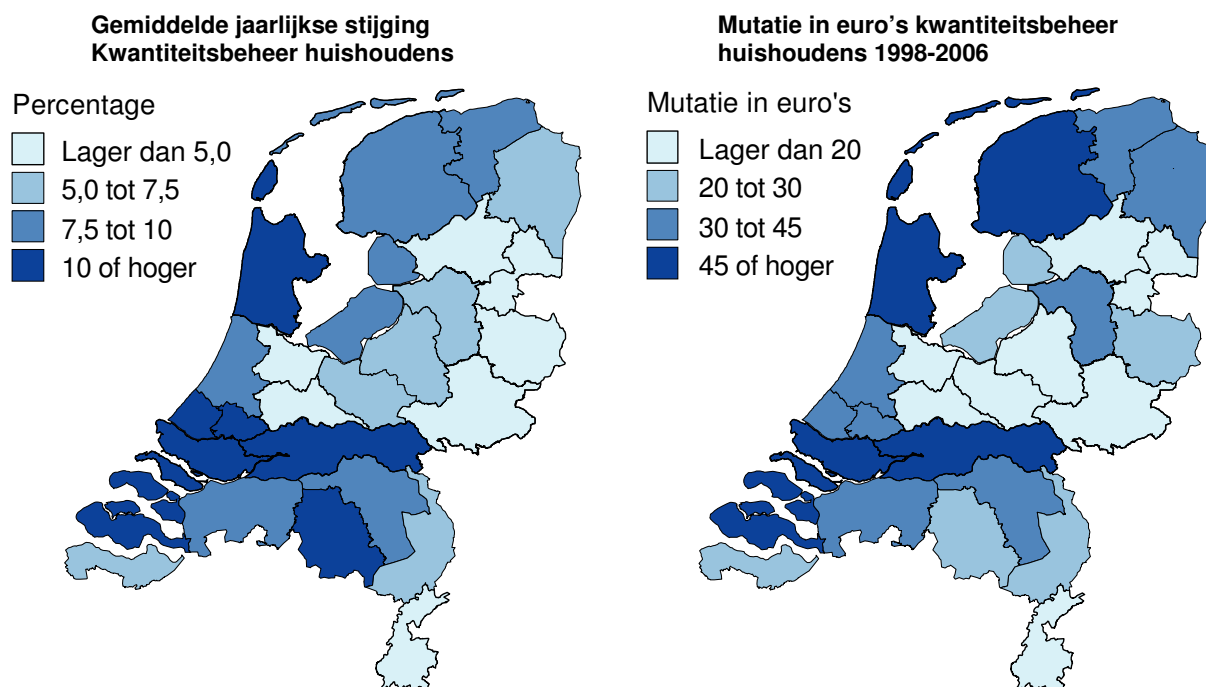 Gemiddelde jaarlijkse stijging
Kwantiteitsbeheer huishoudens
Percentage
Lager dan 5,0
5,0 tot 7,5
7,5 tot 10
10 of hoger
Mutatie in euro's kwantiteitsbeheer
huishoudens 1998-2006
Mutatie in euro's
Lager dan 20
20 tot 30
30 tot 45
45 of hoger